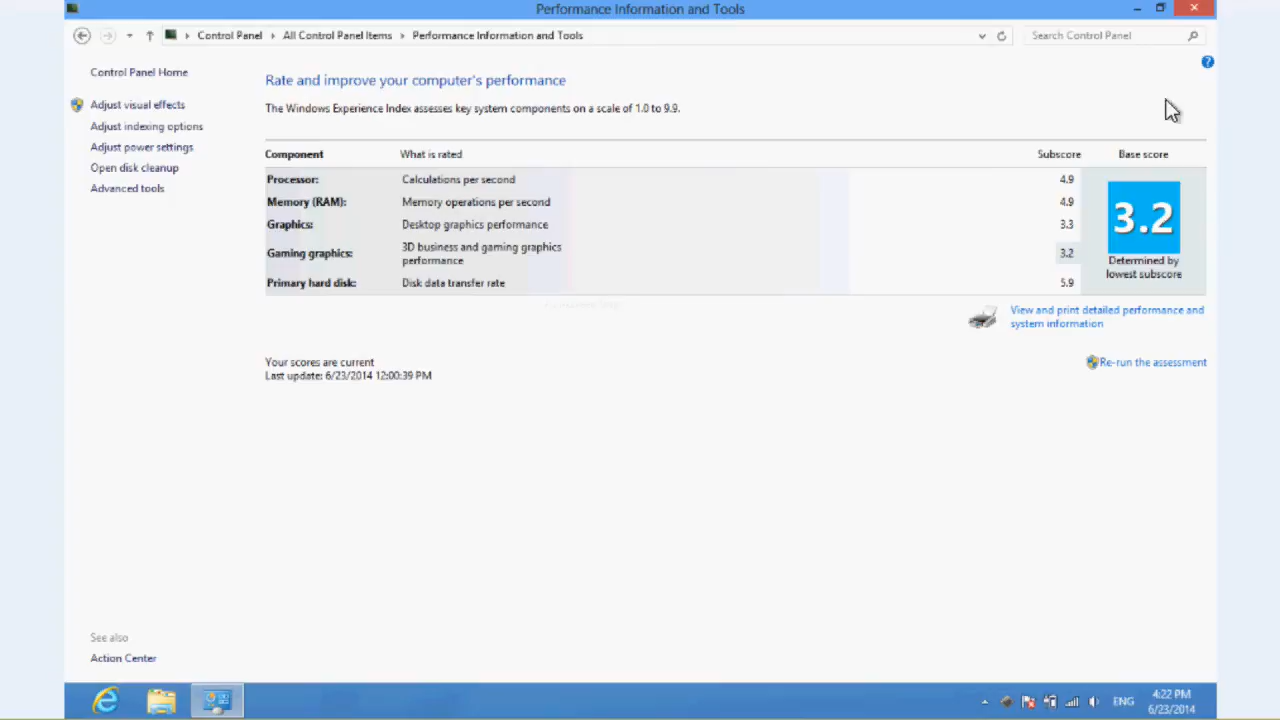 Performance Information and Tools
Control Panel All Control Panel Items Performance Information and Tools Search Control Panel
Control Panel Home
Adjust visual effects
Adjust indexing options
Adjust power settings
Open disk cleanup
Advanced tools
Rate and improve your computer's performance
The Windows Experience Index assesses key system components on a scale of 1.0 to 9.9.
Component What is rated Subscore Base score
Processor: Calculations per second 4.9
Memory (RAM): Memory operations per second 4.9
Graphics: Desktop graphics performance 3.3
Gaming graphics: 3D business and gaming graphics performance 3.2
Primary hard disk: Disk data transfer rate 5.9
3.2
Determined by
lowest subscore
View and print detailed performance and
system information
Your scores are current
Last update: 6/23/2014 12:00:39 PM
Re-run the assessment
See also
Action Center
ENG
4:22 PM
6/23/2014